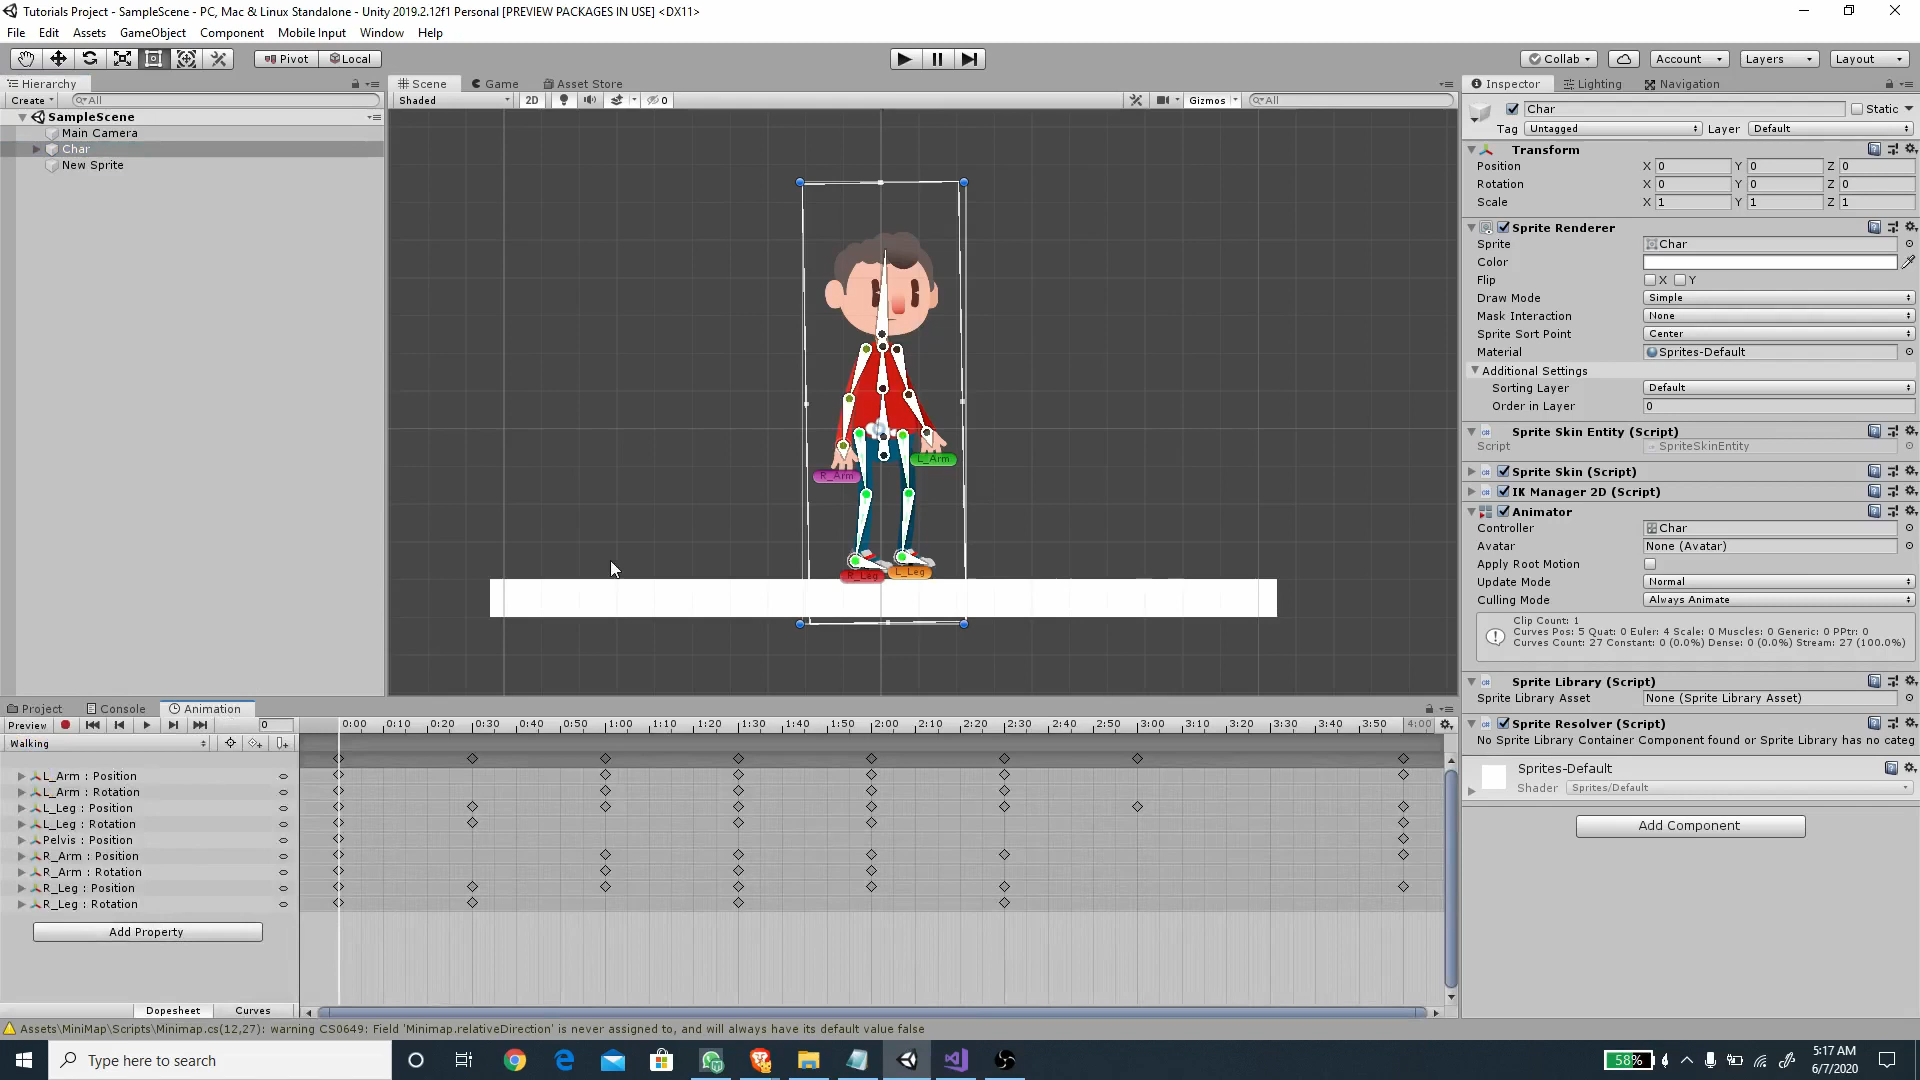 Tutorials Project - SampleScene - PC, Mac & Linux Standalone - Unity 2019.2.12f1 Personal [PREVIEW PACKAGES IN USE] <DX11>
File Edit Assets GameObject Component Mobile Input Window Help
Pivot Local Collab Account Layers Layout
Hierarchy Scene Game Asset Store Inspector Lighting Navigation
Create All Shaded 2D 0 Gizmos All
SampleScene
Main Camera
Char
New Sprite
R_Arm
L_Arm
R_Leg
L_Leg
Char Static
Tag Untagged Layer Default
Transform
Position X 0 Y 0 Z 0
Rotation X 0 Y 0 Z 0
Scale X 1 Y 1 Z 1
Sprite Renderer
Sprite Char
Color
Flip X Y
Draw Mode Simple
Mask Interaction None
Sprite Sort Point Center
Material Sprites-Default
Additional Settings
Sorting Layer Default
Order in Layer 0
Sprite Skin Entity (Script)
Script SpriteSkinEntity
Sprite Skin (Script)
IK Manager 2D (Script)
Animator
Controller Char
Avatar None (Avatar)
Apply Root Motion
Update Mode Normal
Culling Mode Always Animate
Clip Count: 1
Curves Pos: 5 Quat: 0 Euler: 4 Scale: 0 Muscles: 0 Generic: 0 PPtr: 0
Curves Count: 27 Constant: 0 (0.0%) Dense: 0 (0.0%) Stream: 27 (100.0%)
Sprite Library (Script)
Sprite Library Asset None (Sprite Library Asset)
Sprite Resolver (Script)
No Sprite Library Container Component found or Sprite Library has no categ
Sprites-Default
Shader Sprites/Default
Add Component
Project Console Animation
Preview 0 0:00 0:10 0:20 0:30 0:40 0:50 1:00 1:10 1:20 1:30 1:40 1:50 2:00 2:10 2:20 2:30 2:40 2:50 3:00 3:10 3:20 3:30 3:40 3:50 4:00
Walking
L_Arm : Position
L_Arm : Rotation
L_Leg : Position
L_Leg : Rotation
Pelvis : Position
R_Arm : Position
R_Arm : Rotation
R_Leg : Position
R_Leg : Rotation
Add Property
Dopesheet Curves
Assets\MiniMap\Scripts\Minimap.cs(12,27): warning CS0649: Field 'Minimap.relativeDirection' is never assigned to, and will always have its default value false
Type here to search
58%
5:17 AM
6/7/2020